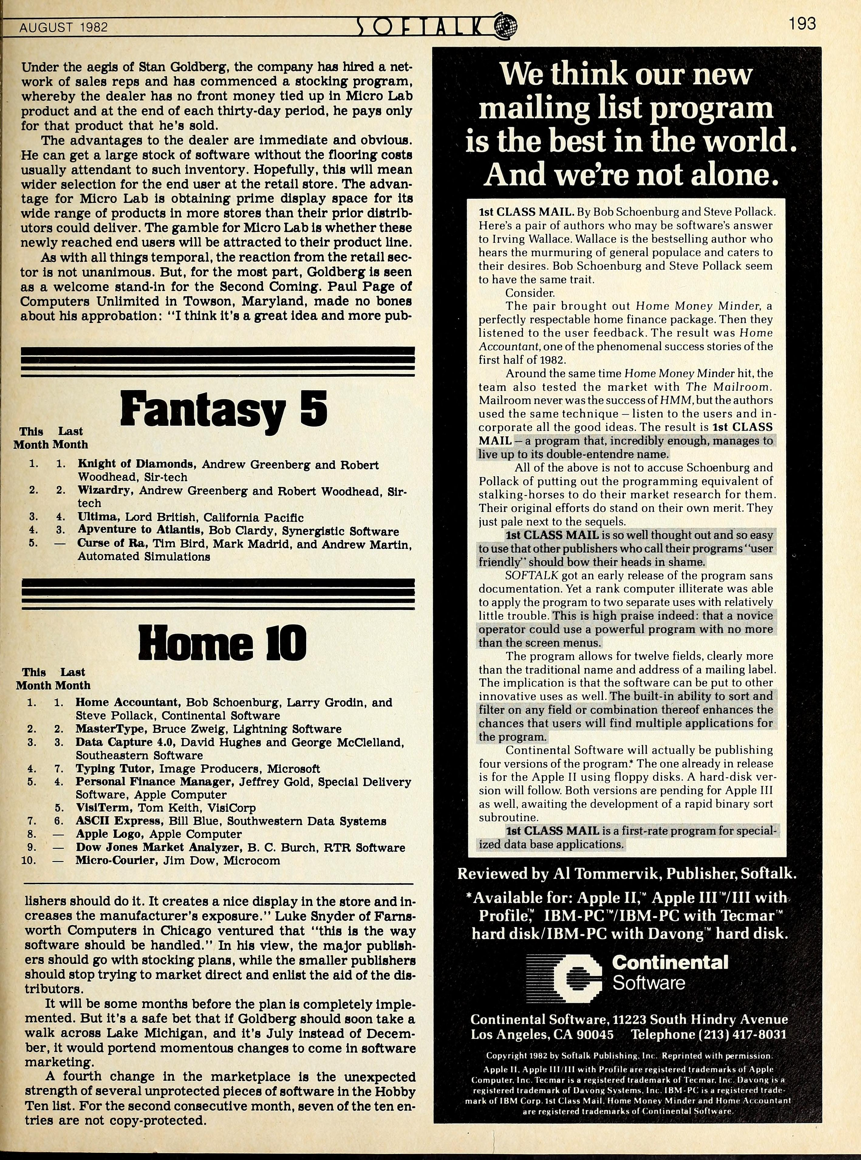 AUGUST 1982
SOFTALK
193
Under the aegis of Stan Goldberg, the company has hired a net-
work of sales reps and has commenced a stocking program,
whereby the dealer has no front money tied up in Micro Lab
product and at the end of each thirty-day period, he pays only
for that product that he's sold.
The advantages to the dealer are immediate and obvious.
He can get a large stock of software without the flooring costs
usually attendant to such inventory. Hopefully, this will mean
wider selection for the end user at the retail store. The advan-
tage for Micro Lab is obtaining prime display space for its
wide range of products in more stores than their prior distrib-
utors could deliver. The gamble for Micro Lab is whether these
newly reached end users will be attracted to their product line.
As with all things temporal, the reaction from the retail sec-
tor is not unanimous. But, for the most part, Goldberg is seen
as a welcome stand-in for the Second Coming. Paul Page of
Computers Unlimited in Towson, Maryland, made no bones
about his approbation: "I think it's a great idea and more pub-
Fantasy 5
This Last
Month Month
1. 1. Knight of Diamonds, Andrew Greenberg and Robert
Woodhead, Sir-tech
2. 2. Wizardry, Andrew Greenberg and Robert Woodhead, Sir-
tech
3. 4. Ultima, Lord British, California Pacific
4. 3. Apventure to Atlantis, Bob Clardy, Synergistic Software
5. — Curse of Ra, Tim Bird, Mark Madrid, and Andrew Martin,
Automated Simulations
Home 10
This Last
Month Month
1. 1. Home Accountant, Bob Schoenburg, Larry Grodin, and
Steve Pollack, Continental Software
2. 2. MasterType, Bruce Zweig, Lightning Software
3. 3. Data Capture 4.0, David Hughes and George McClelland,
Southeastern Software
4. 7. Typing Tutor, Image Producers, Microsoft
5. 4. Personal Finance Manager, Jeffrey Gold, Special Delivery
Software, Apple Computer
5. VisiTerm, Tom Keith, VisiCorp
7. 6. ASCII Express, Bill Blue, Southwestern Data Systems
8. — Apple Logo, Apple Computer
9. — Dow Jones Market Analyzer, B. C. Burch, RTR Software
10. — Micro-Courier, Jim Dow, Microcom
lishers should do it. It creates a nice display in the store and in-
creases the manufacturer's exposure." Luke Snyder of Farns-
worth Computers in Chicago ventured that "this is the way
software should be handled." In his view, the major publish-
ers should go with stocking plans, while the smaller publishers
should stop trying to market direct and enlist the aid of the dis-
tributors.
It will be some months before the plan is completely imple-
mented. But it's a safe bet that if Goldberg should soon take a
walk across Lake Michigan, and it's July instead of Decem-
ber, it would portend momentous changes to come in software
marketing.
A fourth change in the marketplace is the unexpected
strength of several unprotected pieces of software in the Hobby
Ten list. For the second consecutive month, seven of the ten en-
tries are not copy-protected.
We think our new
mailing list program
is the best in the world.
And we're not alone.
1st CLASS MAIL. By Bob Schoenburg and Steve Pollack.
Here's a pair of authors who may be software's answer
to Irving Wallace. Wallace is the bestselling author who
hears the murmuring of general populace and caters to
their desires. Bob Schoenburg and Steve Pollack seem
to have the same trait.
Consider.
The pair brought out Home Money Minder, a
perfectly respectable home finance package. Then they
listened to the user feedback. The result was Home
Accountant, one of the phenomenal success stories of the
first half of 1982.
Around the same time Home Money Minder hit, the
team also tested the market with The Mailroom.
Mailroom never was the success of HMM, but the authors
used the same technique – listen to the users and in-
corporate all the good ideas. The result is 1st CLASS
MAIL – a program that, incredibly enough, manages to
live up to its double-entendre name.
All of the above is not to accuse Schoenburg and
Pollack of putting out the programming equivalent of
stalking-horses to do their market research for them.
Their original efforts do stand on their own merit. They
just pale next to the sequels.
1st CLASS MAIL is so well thought out and so easy
to use that other publishers who call their programs "user
friendly" should bow their heads in shame.
SOFTALK got an early release of the program sans
documentation. Yet a rank computer illiterate was able
to apply the program to two separate uses with relatively
little trouble. This is high praise indeed: that a novice
operator could use a powerful program with no more
than the screen menus.
The program allows for twelve fields, clearly more
than the traditional name and address of a mailing label.
The implication is that the software can be put to other
innovative uses as well. The built-in ability to sort and
filter on any field or combination thereof enhances the
chances that users will find multiple applications for
the program.
Continental Software will actually be publishing
four versions of the program.* The one already in release
is for the Apple II using floppy disks. A hard-disk ver-
sion will follow. Both versions are pending for Apple III
as well, awaiting the development of a rapid binary sort
subroutine.
1st CLASS MAIL is a first-rate program for special-
ized data base applications.
Reviewed by Al Tommervik, Publisher, Softalk.
*Available for: Apple II,™ Apple III™/III with
Profile,™ IBM-PC™/IBM-PC with Tecmar™
hard disk/IBM-PC with Davong™ hard disk.
Continental
Software
Continental Software, 11223 South Hindry Avenue
Los Angeles, CA 90045 Telephone (213) 417-8031
Copyright 1982 by Softalk Publishing, Inc. Reprinted with permission.
Apple II, Apple III/III with Profile are registered trademarks of Apple
Computer, Inc. Tecmar is a registered trademark of Tecmar, Inc. Davong is a
registered trademark of Davong Systems, Inc. IBM-PC is a registered trade-
mark of IBM Corp. 1st Class Mail, Home Money Minder and Home Accountant
are registered trademarks of Continental Software.